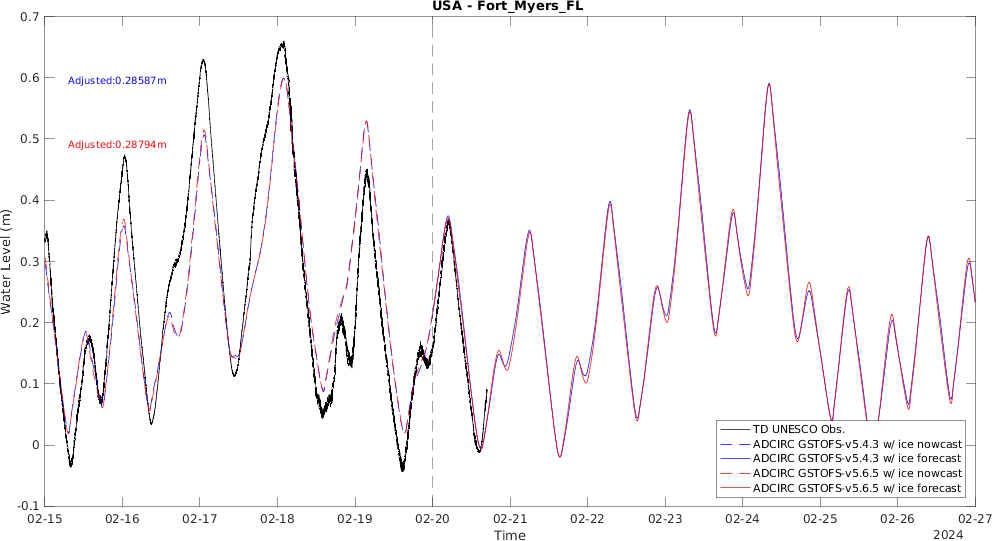 USA - Fort_Myers_FL
0.7
0.6
0.5
0.4
0.3
0.2
0.1
0
-0.1
Water Level (m)
Adjusted:0.28587m
Adjusted:0.28794m
TD UNESCO Obs.
ADCIRC GSTOFS-v5.4.3 w/ ice nowcast
ADCIRC GSTOFS-v5.4.3 w/ ice forecast
ADCIRC GSTOFS-v5.6.5 w/ ice nowcast
ADCIRC GSTOFS-v5.6.5 w/ ice forecast
02-15 02-16 02-17 02-18 02-19 02-20 02-21 02-22 02-23 02-24 02-25 02-26 02-27
Time
2024